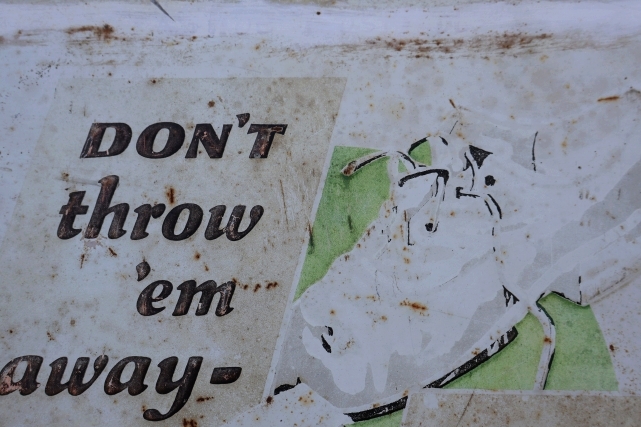 DON'T
throw
'em
away-